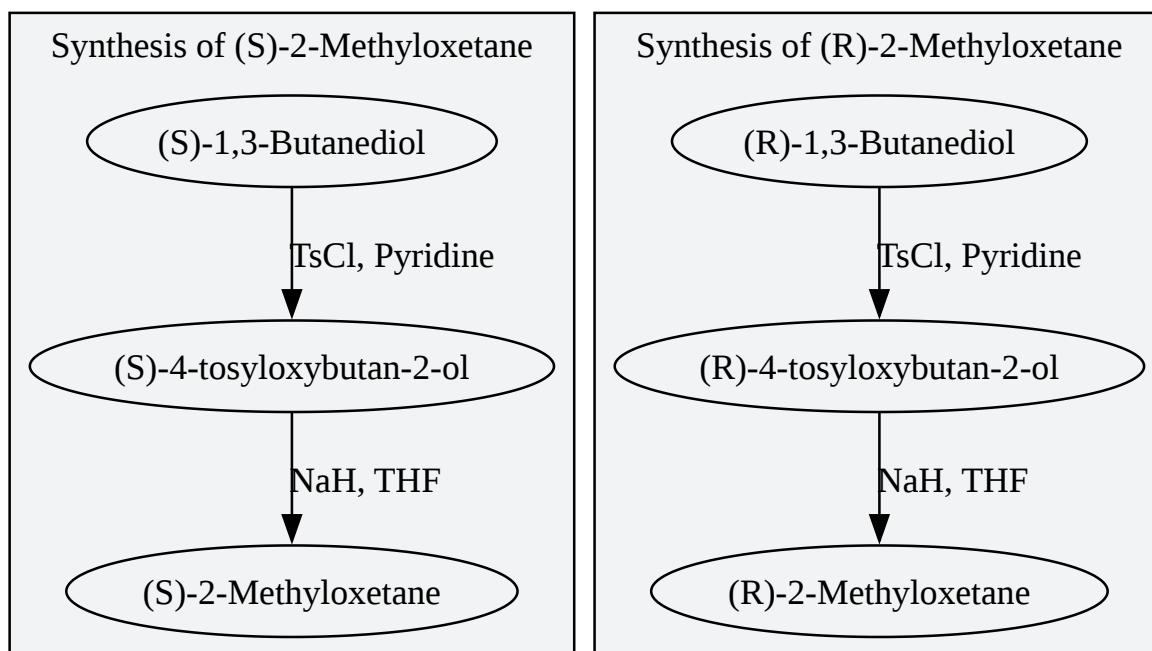 Synthesis of (S)-2-Methyloxetane
(S)-1,3-Butanediol
TsCl, Pyridine
(S)-4-tosyloxybutan-2-ol
NaH, THF
(S)-2-Methyloxetane
Synthesis of (R)-2-Methyloxetane
(R)-1,3-Butanediol
TsCl, Pyridine
(R)-4-tosyloxybutan-2-ol
NaH, THF
(R)-2-Methyloxetane